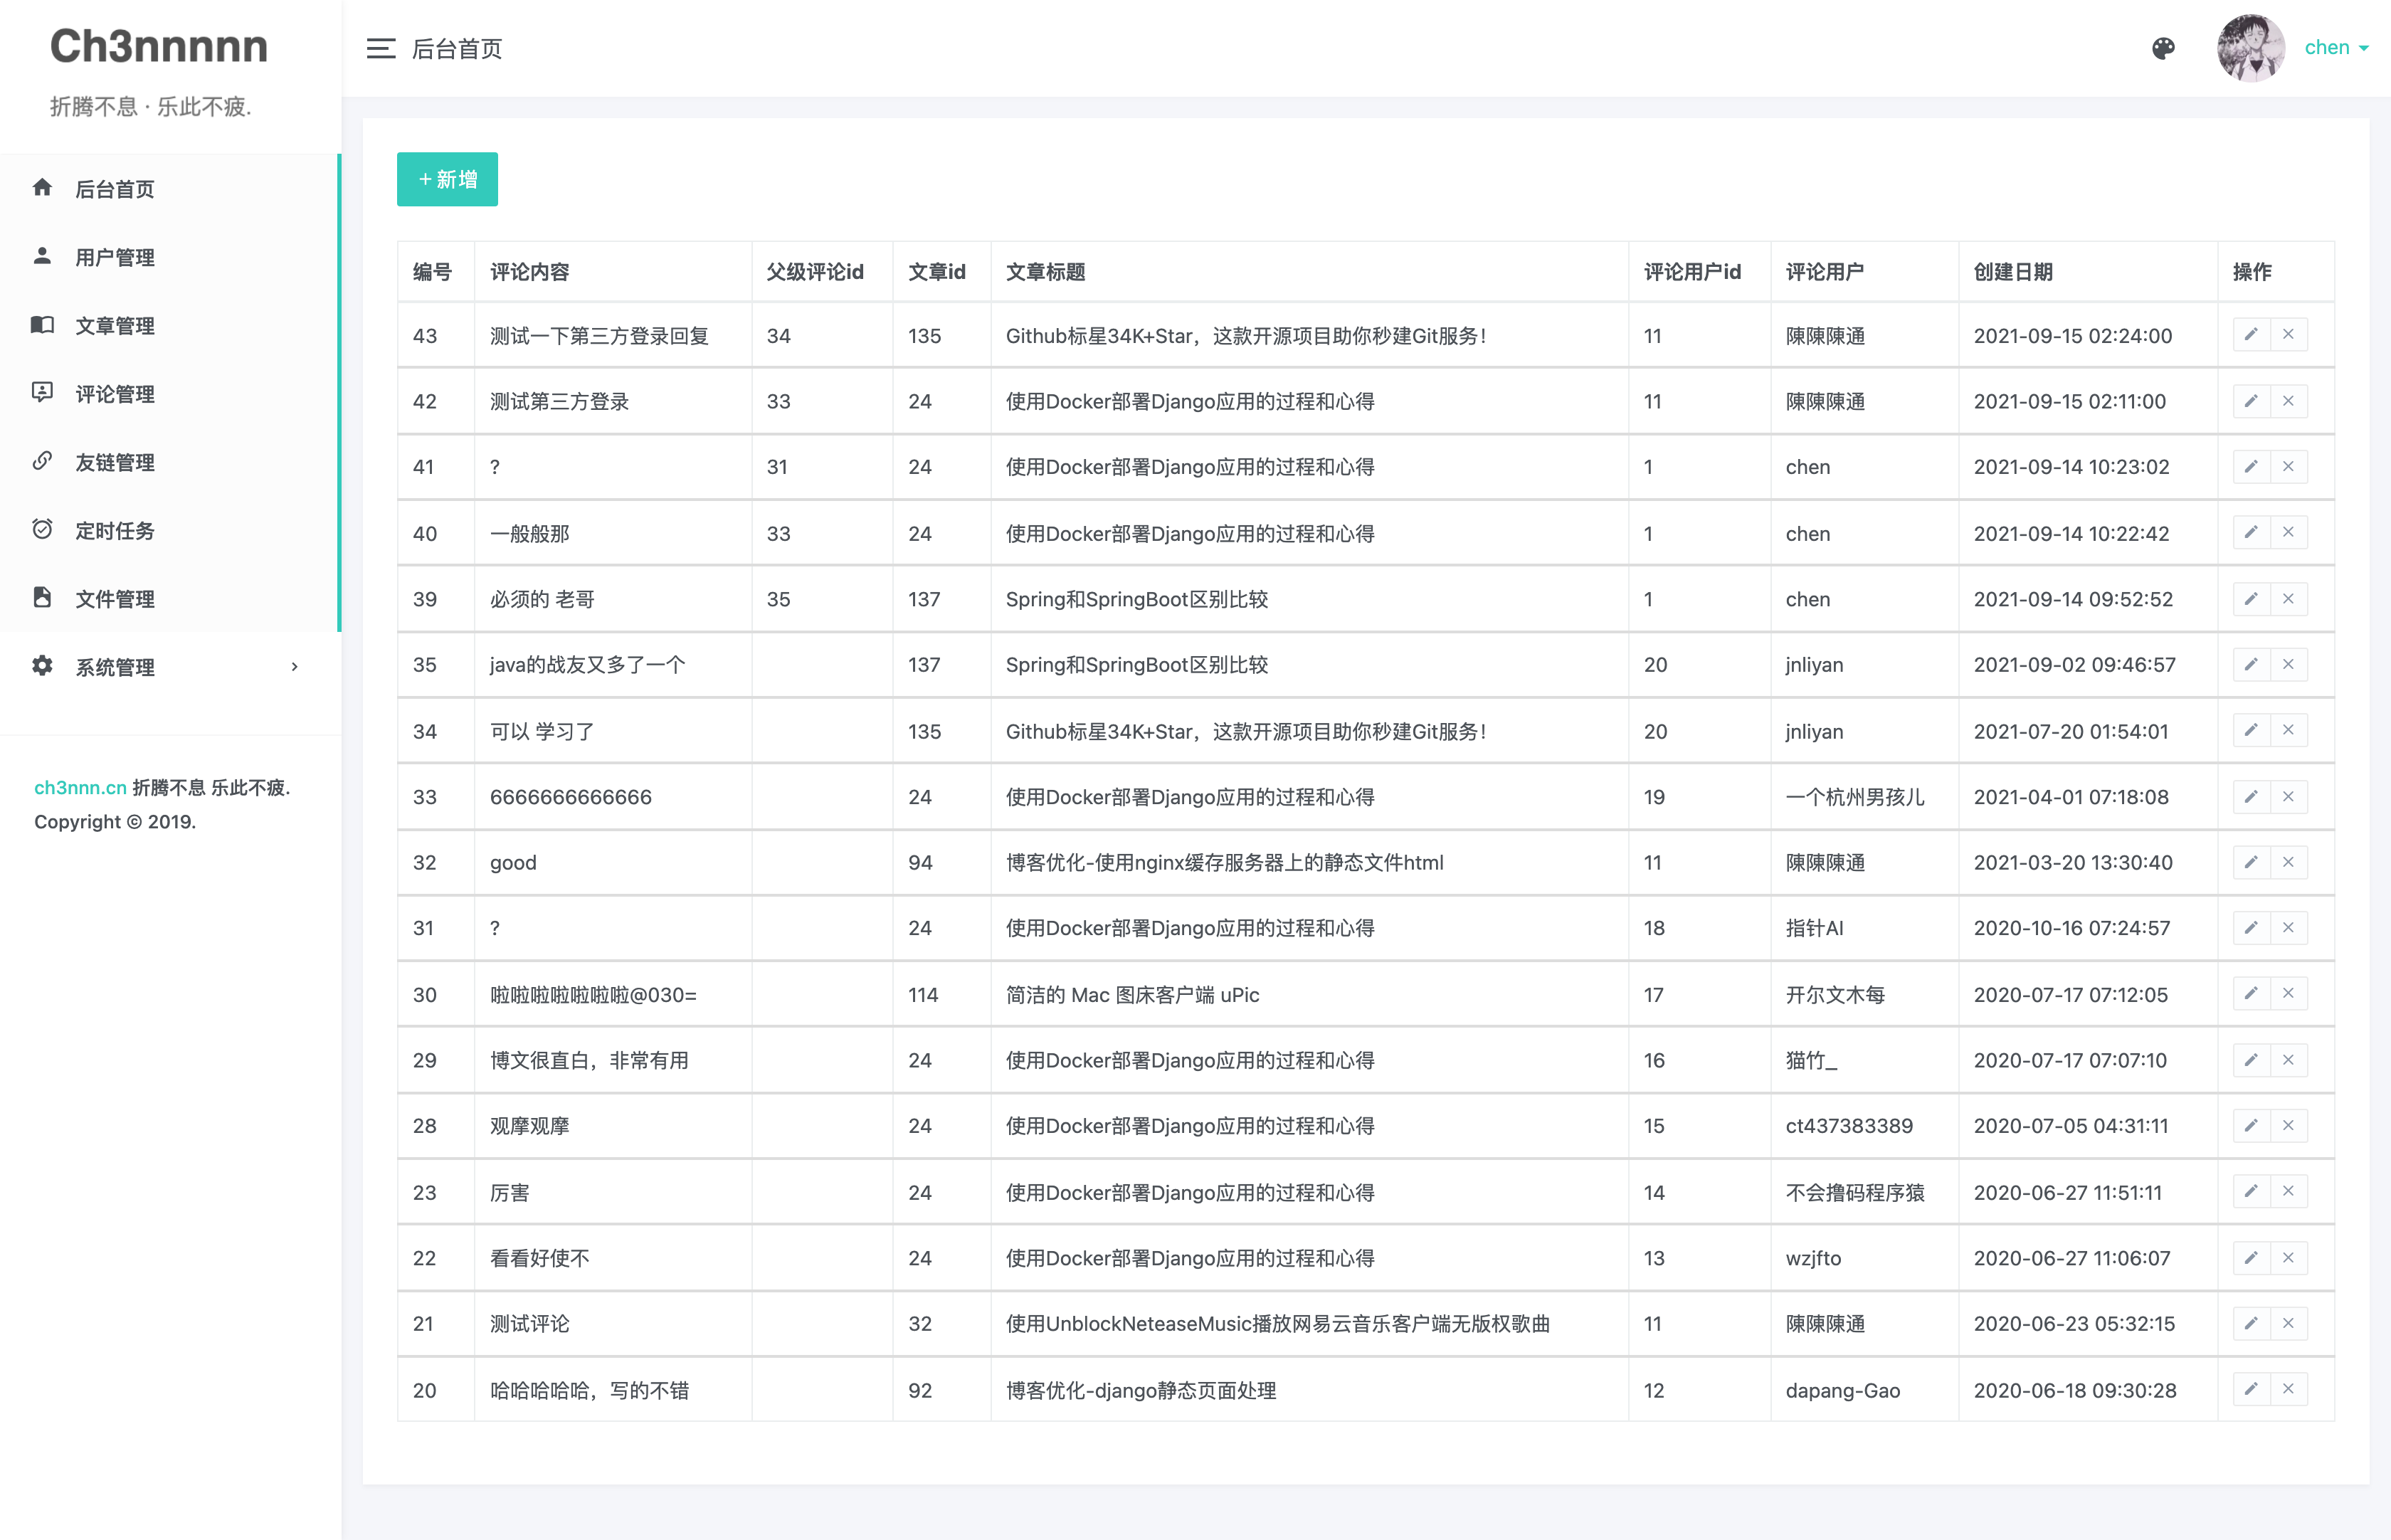 Ch3nnnnn
折腾不息 · 乐此不疲.
后台首页
用户管理
文章管理
评论管理
友链管理
定时任务
文件管理
系统管理
ch3nnn.cn 折腾不息 乐此不疲.
Copyright © 2019.
后台首页
chen
+ 新增
编号 评论内容 父级评论id 文章id 文章标题 评论用户id 评论用户 创建日期 操作
43 测试一下第三方登录回复 34 135 Github标星34K+Star，这款开源项目助你秒建Git服务！ 11 陳陳陳通 2021-09-15 02:24:00
42 测试第三方登录 33 24 使用Docker部署Django应用的过程和心得 11 陳陳陳通 2021-09-15 02:11:00
41 ? 31 24 使用Docker部署Django应用的过程和心得 1 chen 2021-09-14 10:23:02
40 一般般那 33 24 使用Docker部署Django应用的过程和心得 1 chen 2021-09-14 10:22:42
39 必须的 老哥 35 137 Spring和SpringBoot区别比较 1 chen 2021-09-14 09:52:52
35 java的战友又多了一个 137 Spring和SpringBoot区别比较 20 jnliyan 2021-09-02 09:46:57
34 可以 学习了 135 Github标星34K+Star，这款开源项目助你秒建Git服务！ 20 jnliyan 2021-07-20 01:54:01
33 6666666666666 24 使用Docker部署Django应用的过程和心得 19 一个杭州男孩儿 2021-04-01 07:18:08
32 good 94 博客优化-使用nginx缓存服务器上的静态文件html 11 陳陳陳通 2021-03-20 13:30:40
31 ? 24 使用Docker部署Django应用的过程和心得 18 指针AI 2020-10-16 07:24:57
30 啦啦啦啦啦啦啦@030= 114 简洁的 Mac 图床客户端 uPic 17 开尔文木每 2020-07-17 07:12:05
29 博文很直白，非常有用 24 使用Docker部署Django应用的过程和心得 16 猫竹_ 2020-07-17 07:07:10
28 观摩观摩 24 使用Docker部署Django应用的过程和心得 15 ct437383389 2020-07-05 04:31:11
23 厉害 24 使用Docker部署Django应用的过程和心得 14 不会撸码程序猿 2020-06-27 11:51:11
22 看看好使不 24 使用Docker部署Django应用的过程和心得 13 wzjfto 2020-06-27 11:06:07
21 测试评论 32 使用UnblockNeteaseMusic播放网易云音乐客户端无版权歌曲 11 陳陳陳通 2020-06-23 05:32:15
20 哈哈哈哈哈，写的不错 92 博客优化-django静态页面处理 12 dapang-Gao 2020-06-18 09:30:28